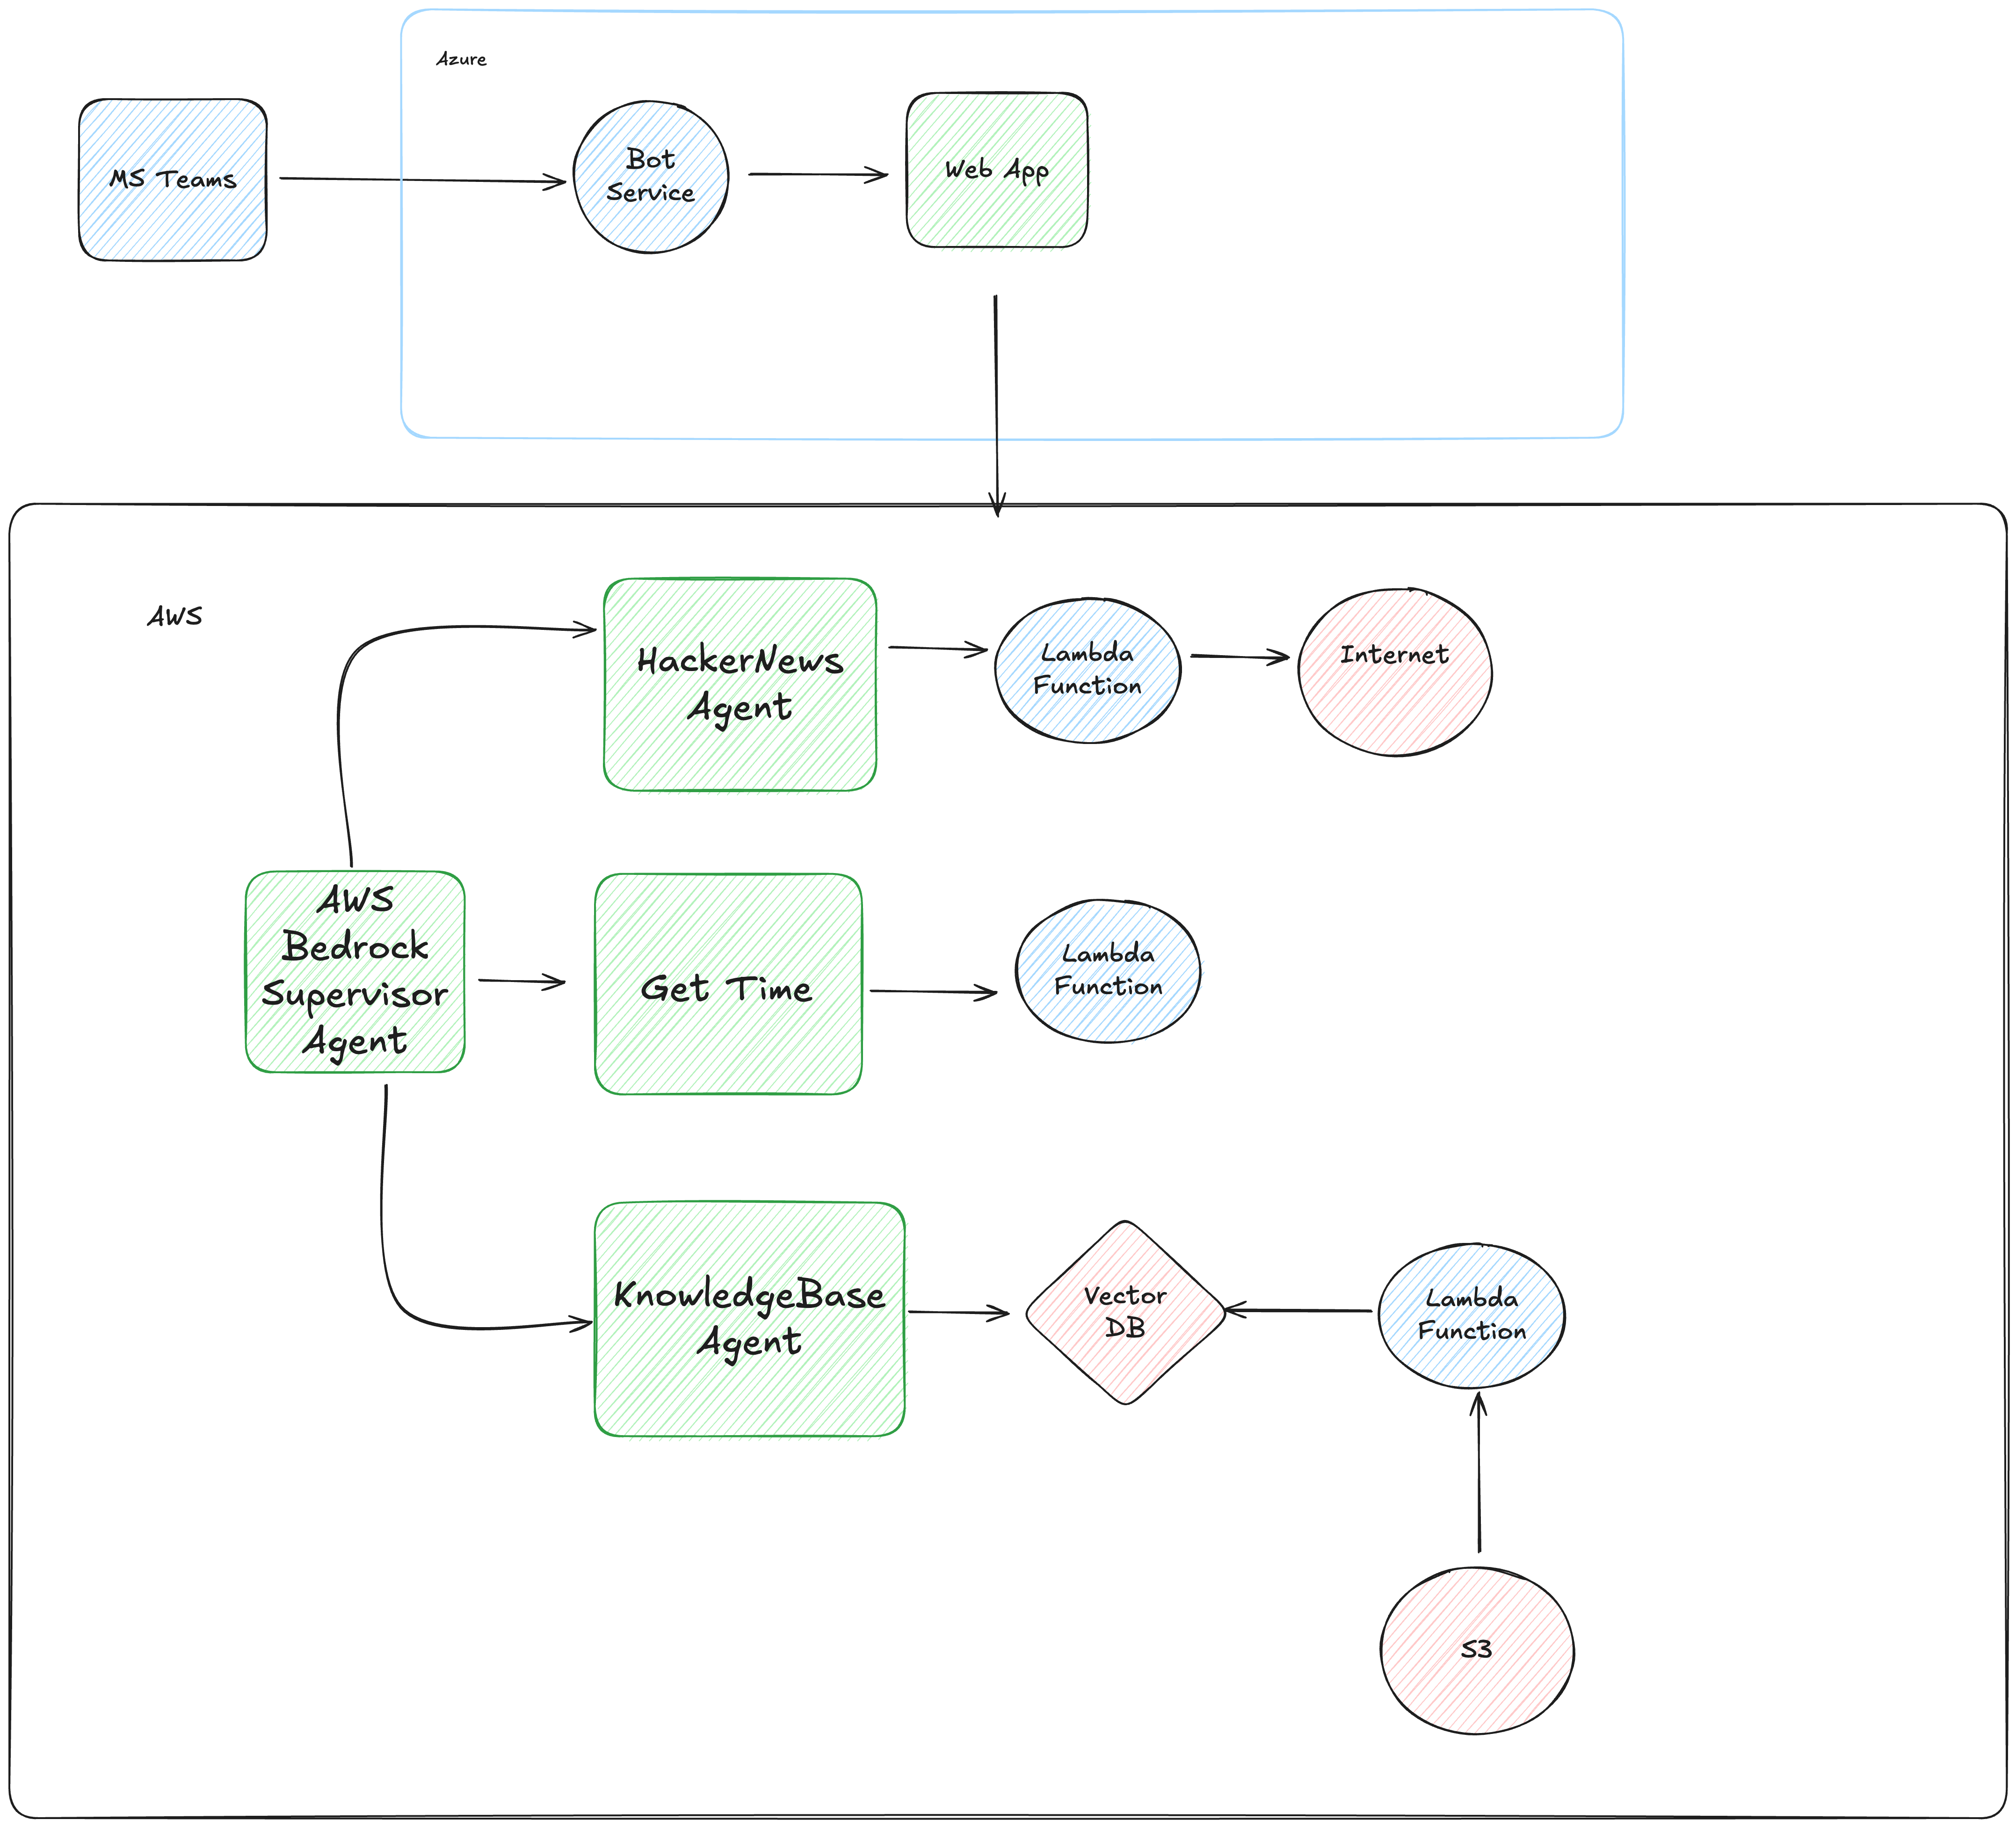 Azure
MS Teams
Bot
Service
Web App
AWS
HackerNews
Agent
Lambda
Function
Internet
AWS
Bedrock
Supervisor
Agent
Get Time
Lambda
Function
KnowledgeBase
Agent
Vector
DB
Lambda
Function
S3